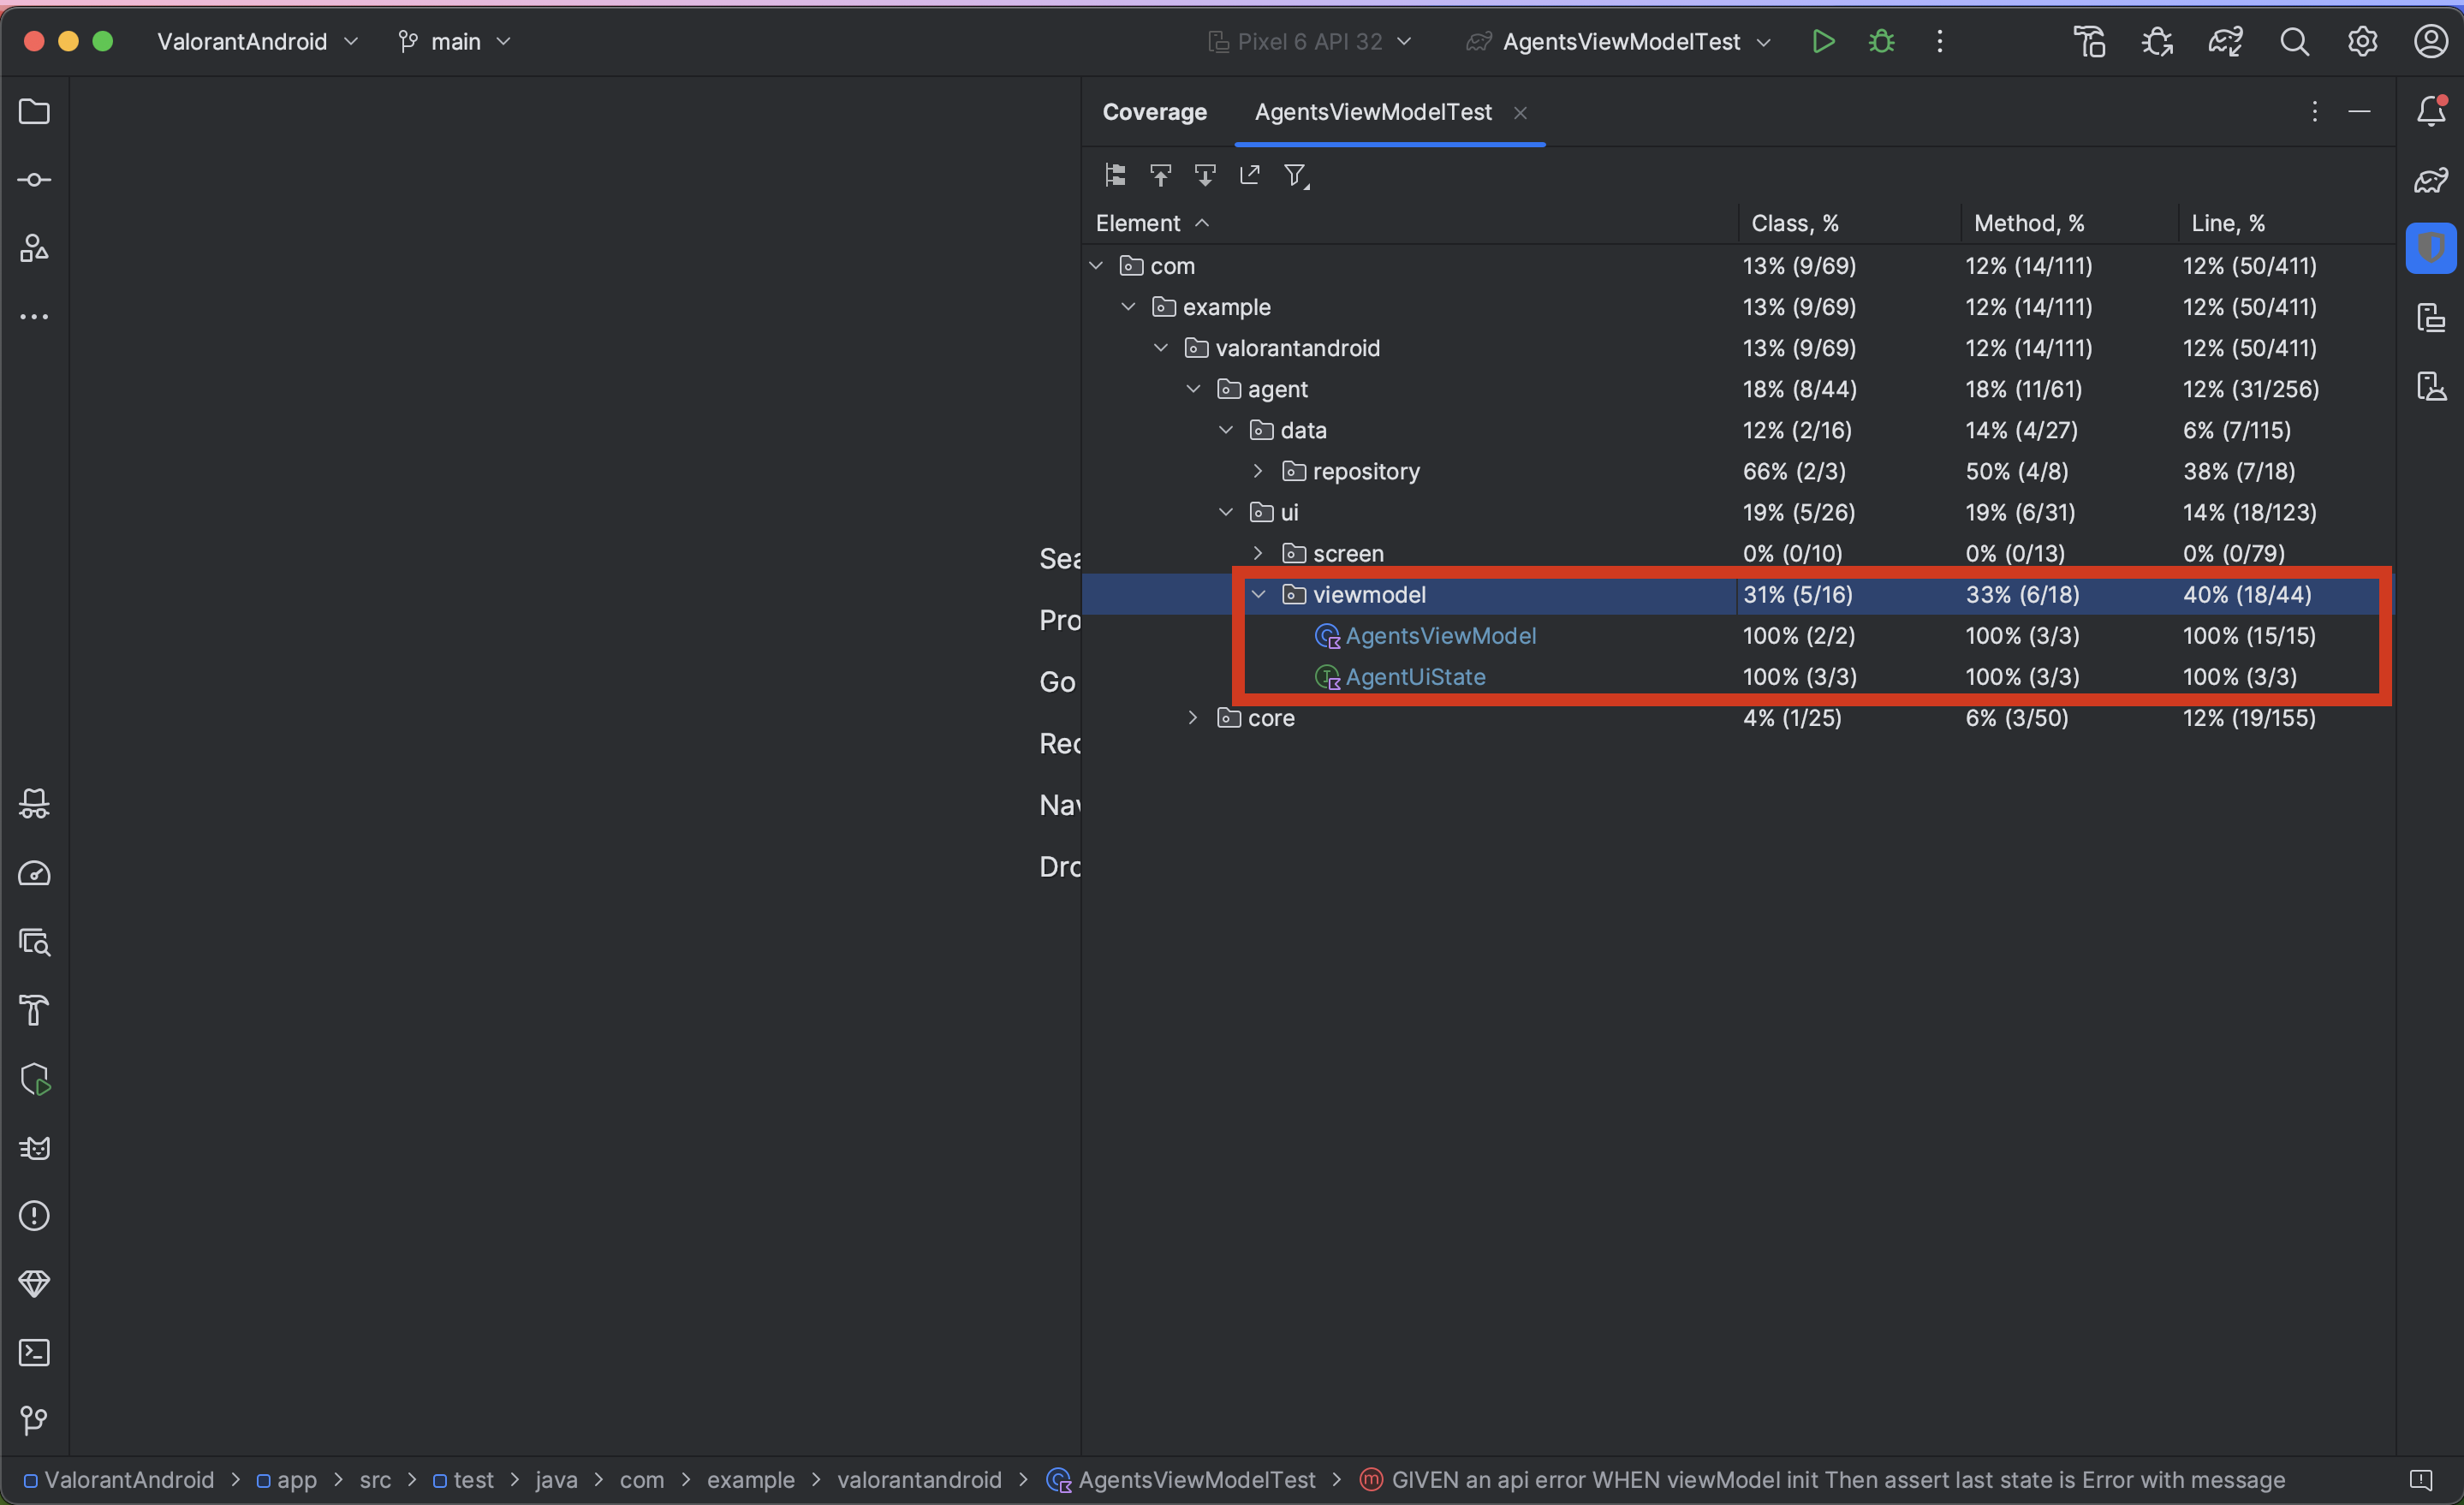 ValorantAndroid main Pixel 6 API 32 AgentsViewModelTest
Coverage AgentsViewModelTest
Element Class, % Method, % Line, %
com 13% (9/69) 12% (14/111) 12% (50/411)
example 13% (9/69) 12% (14/111) 12% (50/411)
valorantandroid 13% (9/69) 12% (14/111) 12% (50/411)
agent 18% (8/44) 18% (11/61) 12% (31/256)
data 12% (2/16) 14% (4/27) 6% (7/115)
repository 66% (2/3) 50% (4/8) 38% (7/18)
ui 19% (5/26) 19% (6/31) 14% (18/123)
screen 0% (0/10) 0% (0/13) 0% (0/79)
viewmodel 31% (5/16) 33% (6/18) 40% (18/44)
AgentsViewModel 100% (2/2) 100% (3/3) 100% (15/15)
AgentUiState 100% (3/3) 100% (3/3) 100% (3/3)
core 4% (1/25) 6% (3/50) 12% (19/155)
Go
ValorantAndroid > app > src > test > java > com > example > valorantandroid > AgentsViewModelTest > GIVEN an api error WHEN viewModel init Then assert last state is Error with message